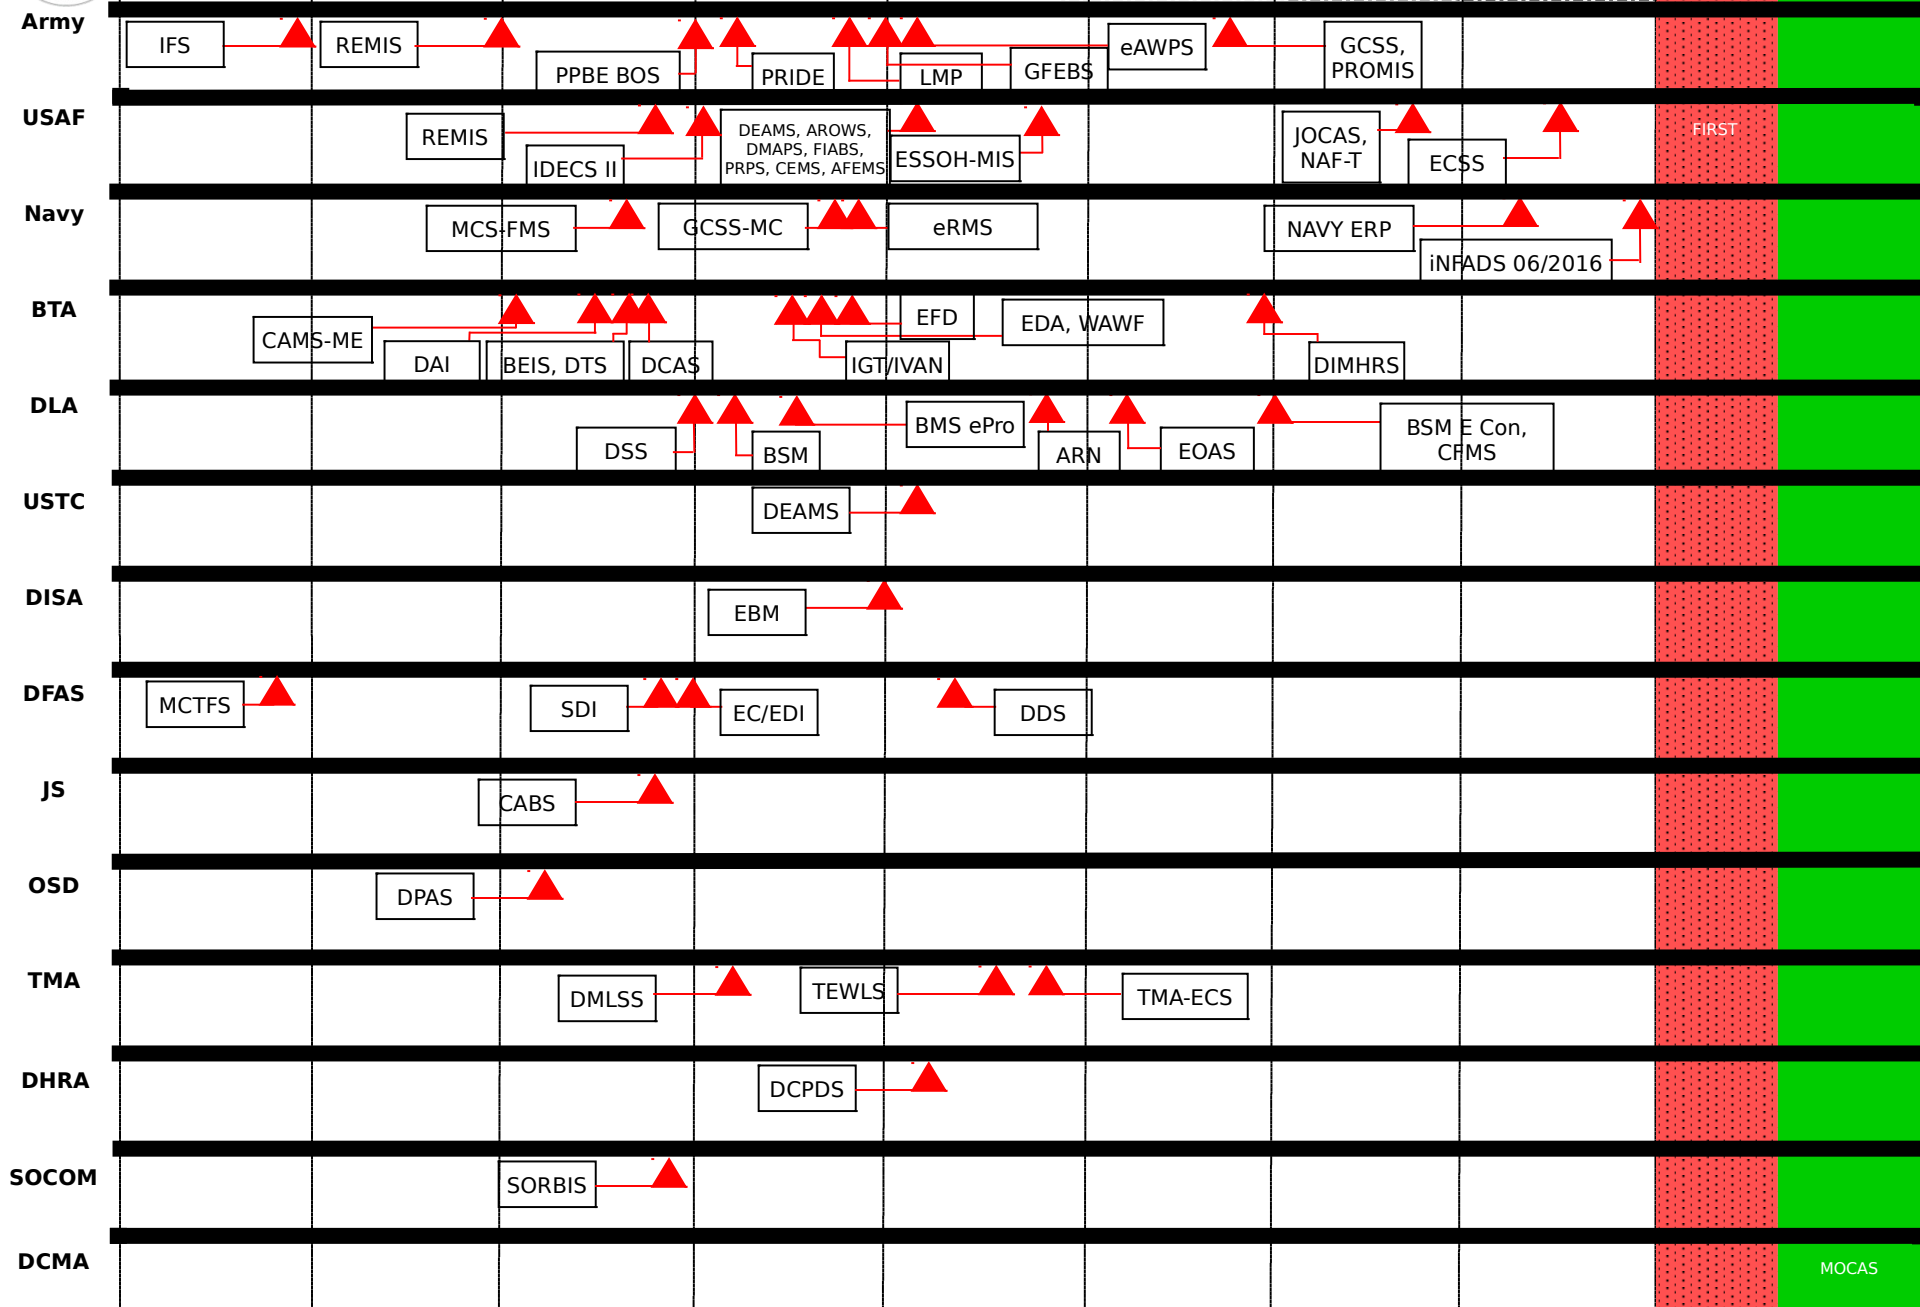 Army
IFS
REMIS
PPBE BOS
PRIDE
LMP
GFEBS
eAWPS
GCSS,
PROMIS
USAF
REMIS
IDECS II
DEAMS, AROWS,
DMAPS, FIABS,
PRPS, CEMS, AFEMS
ESSOH-MIS
JOCAS,
NAF-T
ECSS
FIRST
Navy
MCS-FMS
GCSS-MC
eRMS
NAVY ERP
iNFADS 06/2016
BTA
CAMS-ME
DAI
BEIS, DTS
DCAS
IGT/IVAN
EFD
EDA, WAWF
DIMHRS
DLA
DSS
BSM
BMS ePro
ARN
EOAS
BSM E Con,
CFMS
USTC
DEAMS
DISA
EBM
DFAS
MCTFS
SDI
EC/EDI
DDS
JS
CABS
OSD
DPAS
TMA
DMLSS
TEWLS
TMA-ECS
DHRA
DCPDS
SOCOM
SORBIS
DCMA
MOCAS